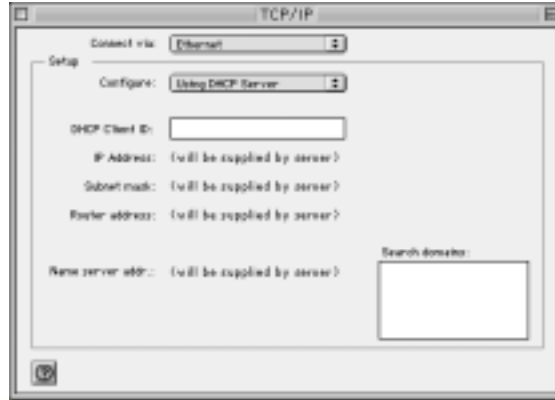 TCP/IP
Connect via: Ethernet
Setup
Configure: Using DHCP Server
DHCP Client ID:
IP Address: <will be supplied by server>
Subnet mask: <will be supplied by server>
Router address: <will be supplied by server>
Search domains:
Name server addr.: <will be supplied by server>
?